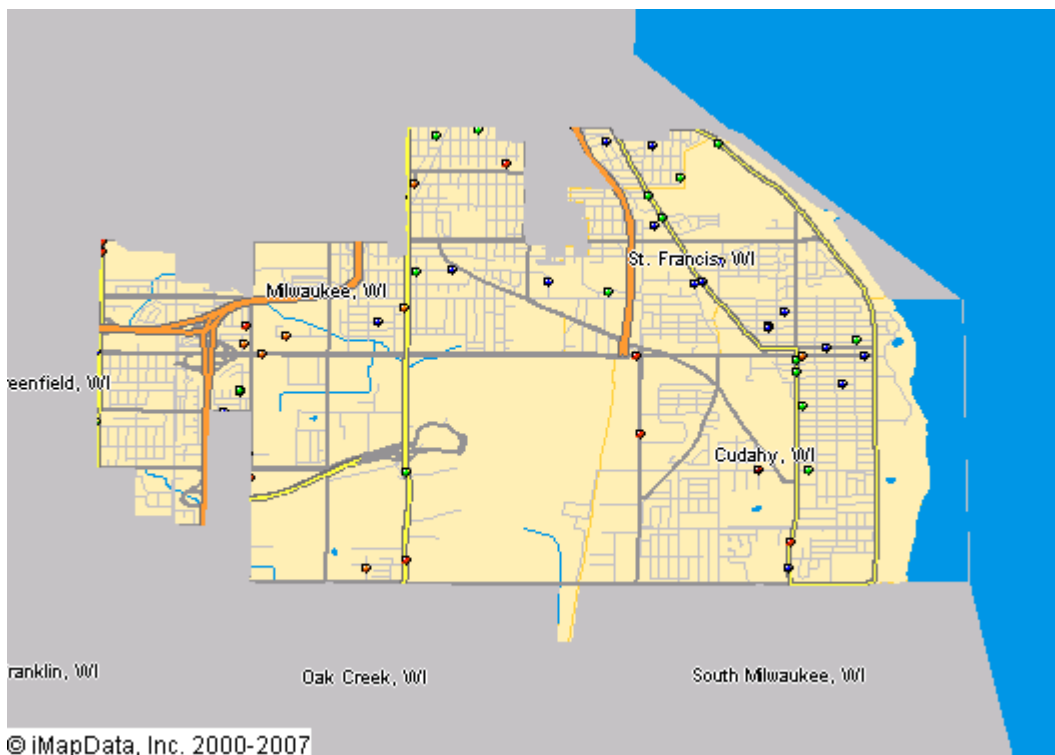 St. Francis, WI
Milwaukee, WI
reenfield, WI
Cudahy, WI
ranklin, WI
Oak Creek, WI
South Milwaukee, WI
© iMapData, Inc. 2000-2007